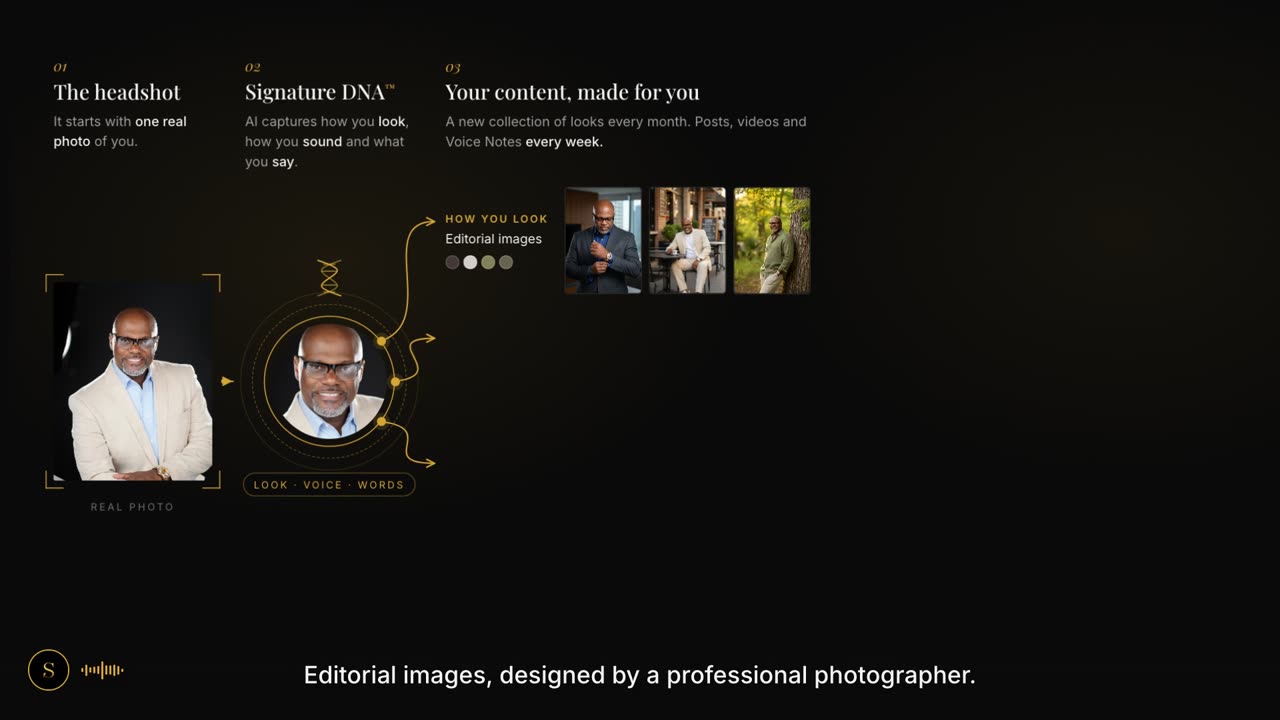 01
The headshot
It starts with one real
photo of you.
02
Signature DNA™
AI captures how you look,
how you sound and what
you say.
03
Your content, made for you
A new collection of looks every month. Posts, videos and
Voice Notes every week.
HOW YOU LOOK
Editorial images
LOOK · VOICE · WORDS
REAL PHOTO
S
Editorial images, designed by a professional photographer.